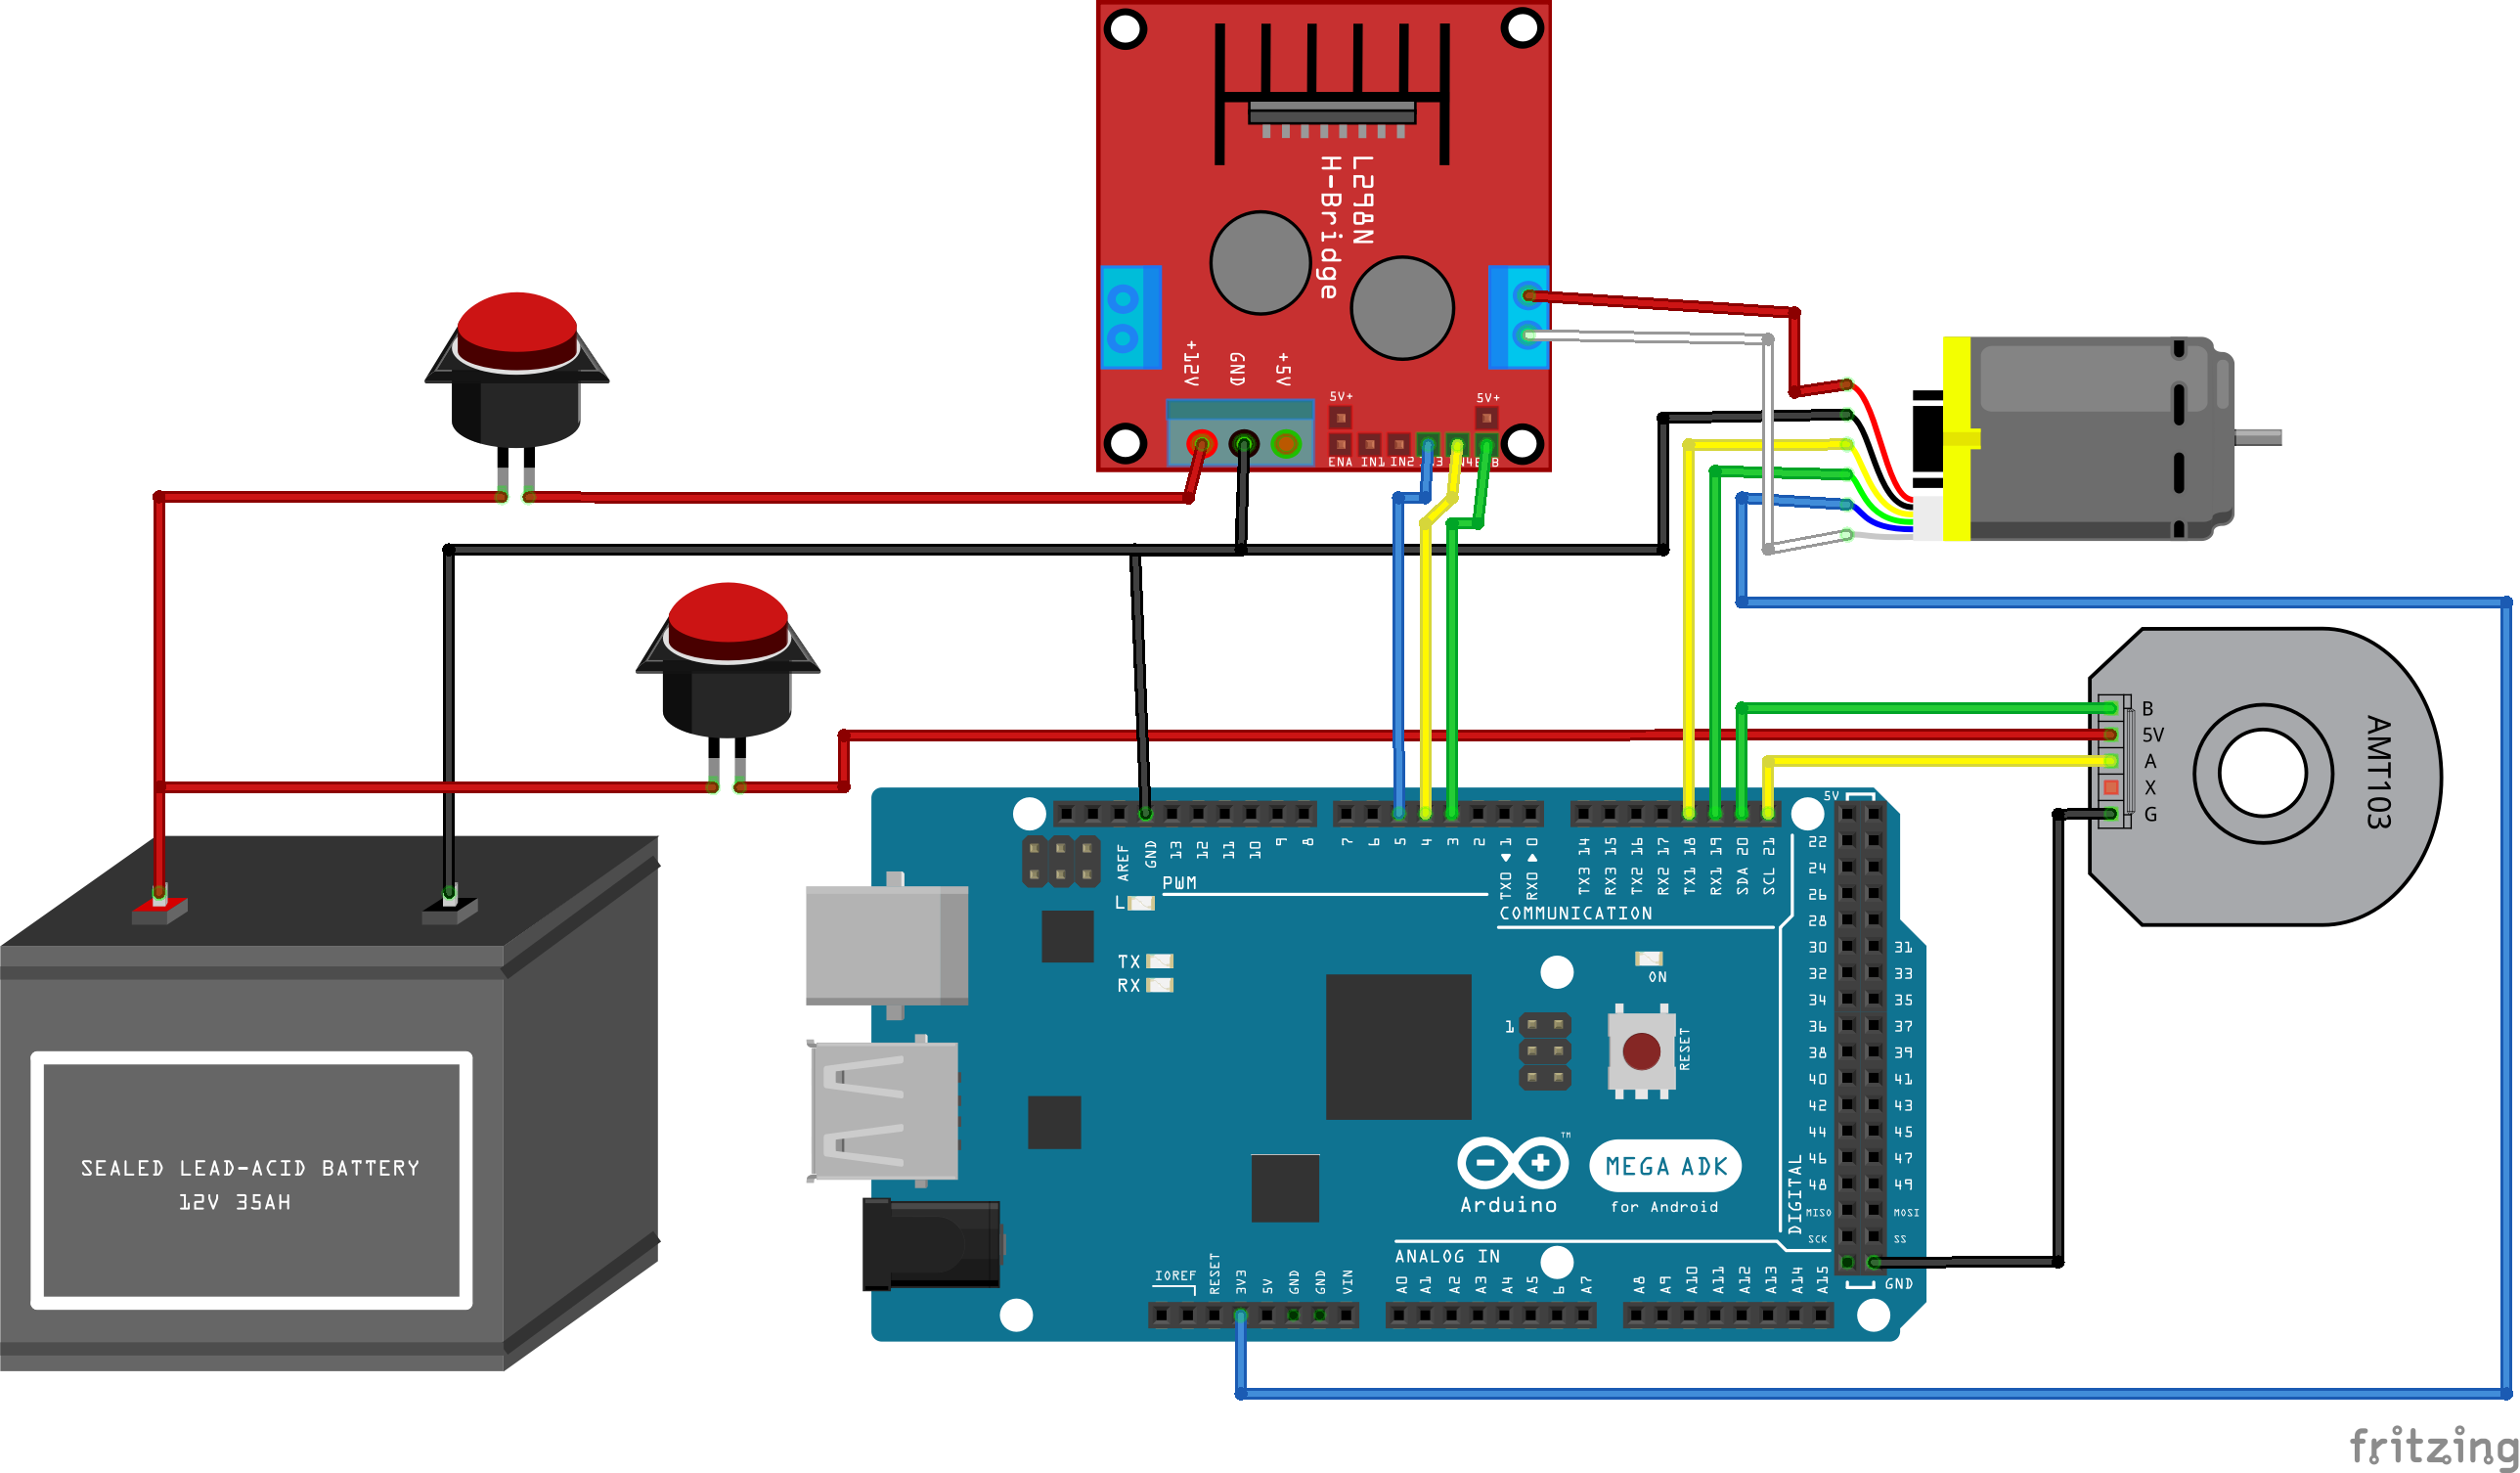 L298N
H-Bridge
+12V
GND
+5V
5V+
5V+
ENA
IN1
IN2
B
5V
A
X
G
AMT103
5V
AREF
GND
13
12
11
10
9
8
7
6
5
4
3
2
TX0 1
RX0 0
TX3 14
RX3 15
TX2 16
RX2 17
TX1 18
RX1 19
SDA 20
SCL 21
PWM
L
COMMUNICATION
TX
RX
ON
1
RESET
22
24
26
28
30 31
32 33
34 35
36 37
38 39
40 41
42 43
44 45
46 47
48 49
MISO MOSI
SCK SS
GND
DIGITAL
TM
Arduino
MEGA ADK
for Android
ANALOG IN
IOREF
RESET
3V3
5V
GND
GND
VIN
A0
A1
A2
A3
A4
A5
6
A7
A8
A9
A10
A11
A12
A13
A14
A15
SEALED LEAD-ACID BATTERY
12V 35AH
fritzing